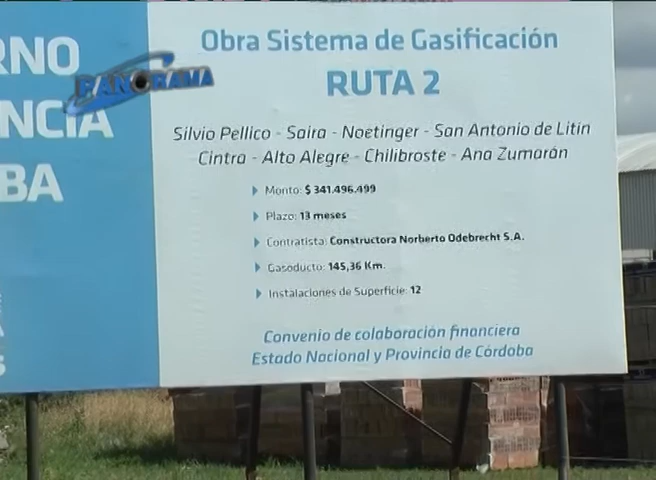 RNO
NCIA
BA
A
S
PANORAMA
Obra Sistema de Gasificación
RUTA 2
Silvio Pellico - Saira - Noetinger - San Antonio de Litín
Cintra - Alto Alegre - Chilibroste - Ana Zumarán
Monto: $ 341.496.499
Plazo: 13 meses
Contratista: Constructora Norberto Odebrecht S.A.
Gasoducto: 145,36 Km.
Instalaciones de Superficie: 12
Convenio de colaboración financiera
Estado Nacional y Provincia de Córdoba